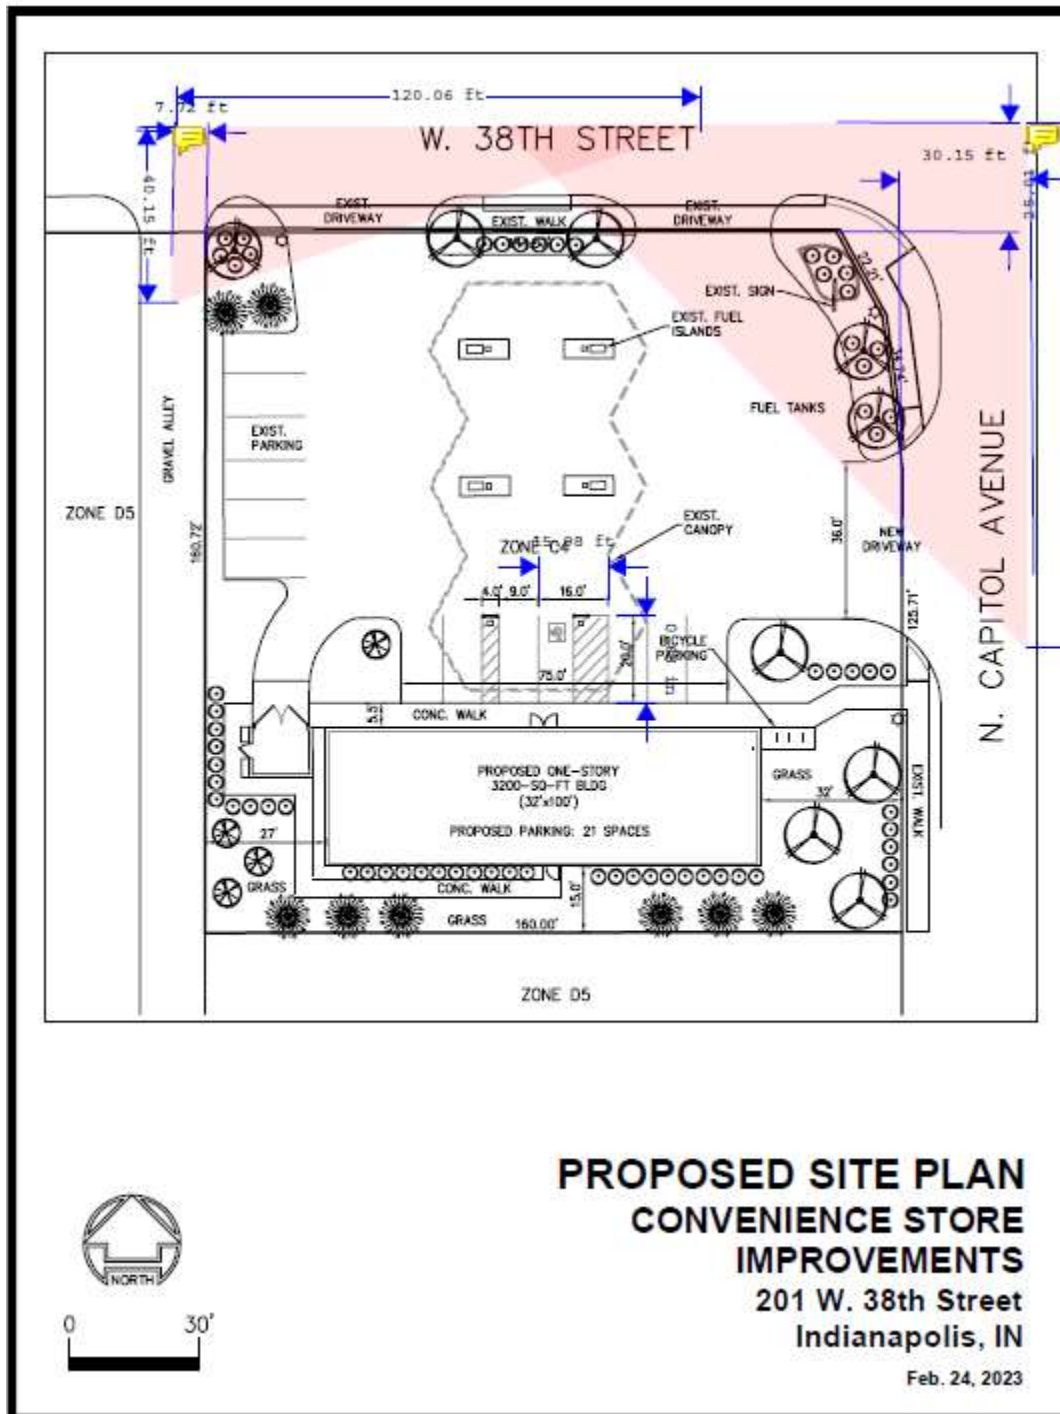 120.06 ft
7.72 ft
W. 38TH STREET
30.15 ft
40.15 ft
EXIST.
DRIVEWAY
EXIST. WALK
EXIST.
DRIVEWAY
22.21'
EXIST. SIGN
EXIST. FUEL
ISLANDS
FUEL TANKS
GRAVEL ALLEY
EXIST.
PARKING
ZONE D5
160.72'
EXIST.
CANOPY
ZONE C4
36.0'
NEW
DRIVEWAY
N. CAPITOL AVENUE
4.0'
9.0'
16.0'
125.71'
20.0'
BICYCLE
PARKING
75.0'
5.5'
CONC. WALK
PROPOSED ONE-STORY
3200-SQ-FT BLDG
(32'x100')
PROPOSED PARKING: 21 SPACES
GRASS
32'
EXIST. WALK
27'
GRASS
CONC. WALK
15.0'
GRASS
160.00'
ZONE D5
NORTH
0 30'
PROPOSED SITE PLAN
CONVENIENCE STORE
IMPROVEMENTS
201 W. 38th Street
Indianapolis, IN
Feb. 24, 2023